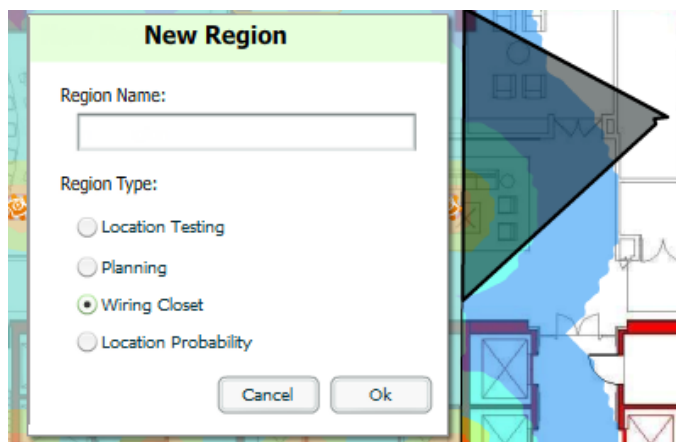 New Region
Region Name:
Region Type:
Location Testing
Planning
Wiring Closet
Location Probability
Cancel
Ok